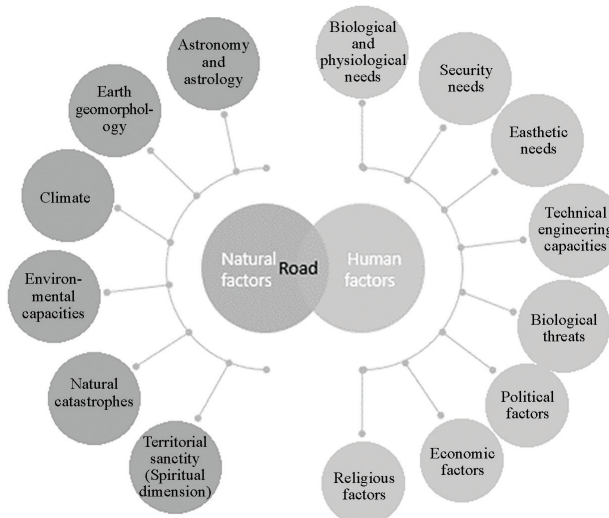 Astronomy
and
astrology
Earth
geomorphol-
ogy
Climate
Environ-
mental
capacities
Natural
catastrophes
Territorial
sanctity
(Spiritual
dimension)
Natural
factors
Road
Human
factors
Biological
and
physiological
needs
Security
needs
Easthetic
needs
Technical
engineering
capacities
Biological
threats
Political
factors
Economic
factors
Religious
factors